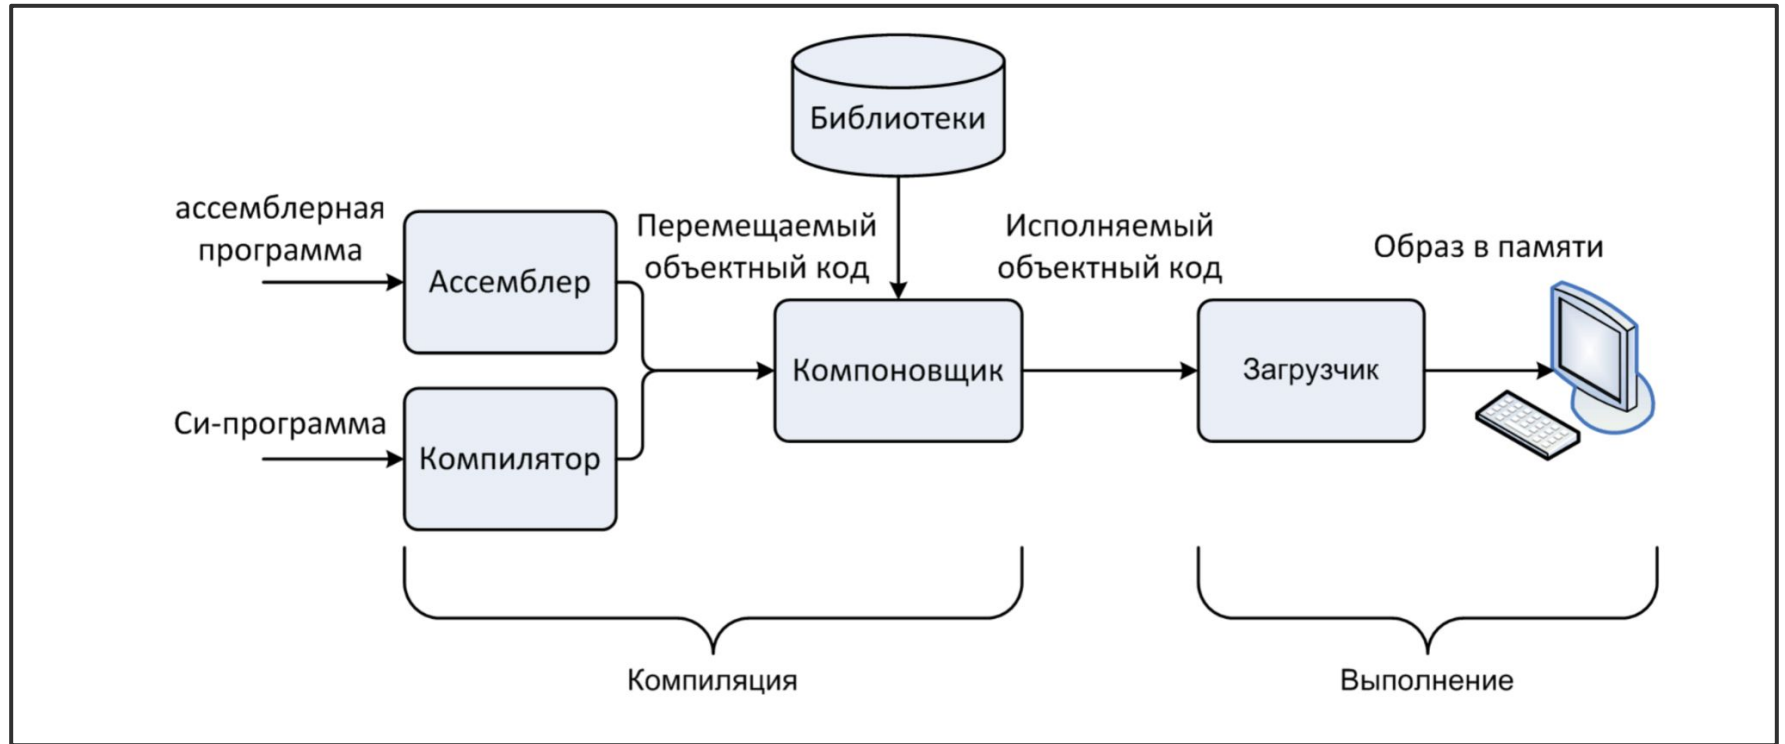 Библиотеки
ассемблерная
программа
Ассемблер
Перемещаемый
объектный код
Исполняемый
объектный код
Образ в памяти
Компоновщик
Загрузчик
Си-программа
Компилятор
Компиляция
Выполнение